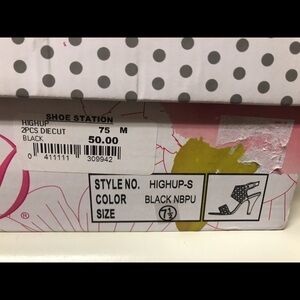 SHOE STATION
HIGHUP
2PCS DIECUT 75 M
BLACK 50.00
0 411111 309942
STYLE NO. HIGHUP-S
COLOR BLACK NBPU
SIZE 7½
®